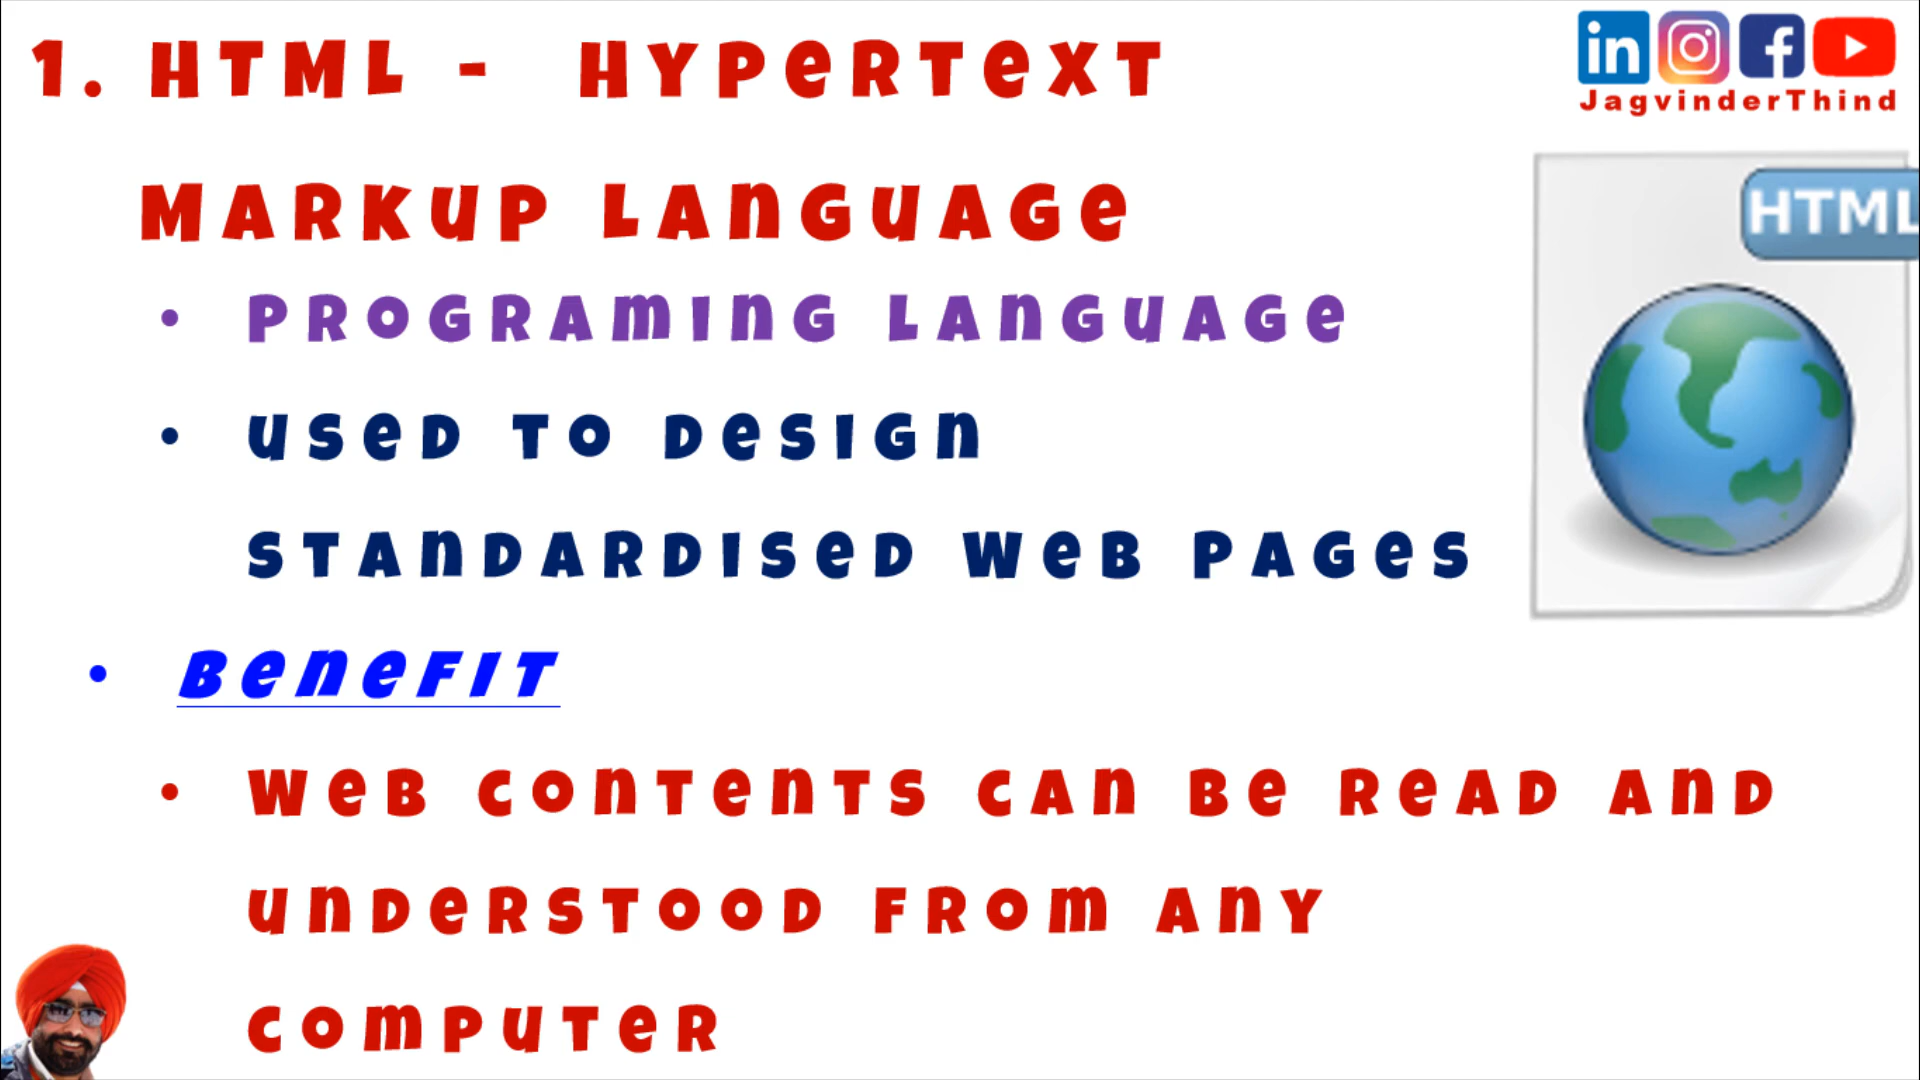 1. HTML - HYPERTEXT
MARKUP LANGUAGE
• PROGRAMING LANGUAGE
• USED TO DESIGN
STANDARDISED WEB PAGES
• BENEFIT
• WEB CONTENTS CAN BE READ AND
UNDERSTOOD FROM ANY
COMPUTER
in
JagvinderThind
HTML